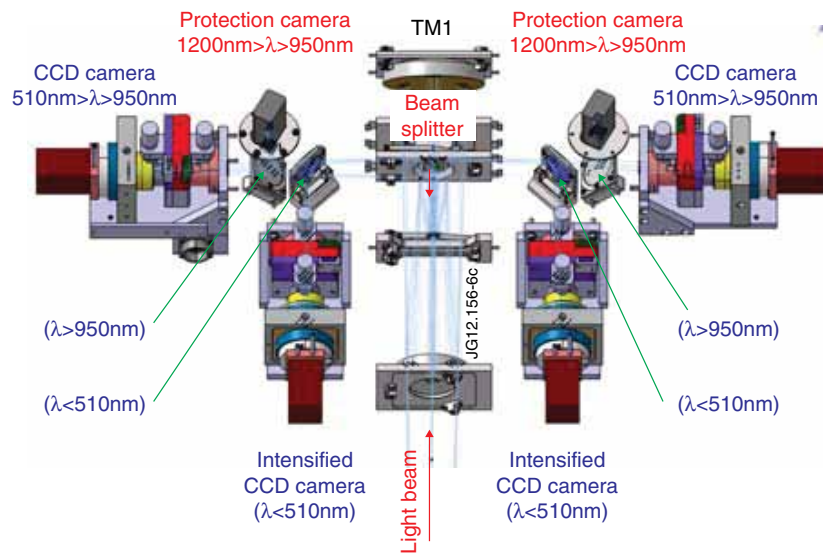 Protection camera
1200nm>λ>950nm
TM1
Protection camera
1200nm>λ>950nm
CCD camera
510nm>λ>950nm
CCD camera
510nm>λ>950nm
Beam
splitter
JG12.156-6c
(λ>950nm)
(λ>950nm)
(λ<510nm)
(λ<510nm)
Intensified
CCD camera
(λ<510nm)
Light beam
Intensified
CCD camera
(λ<510nm)